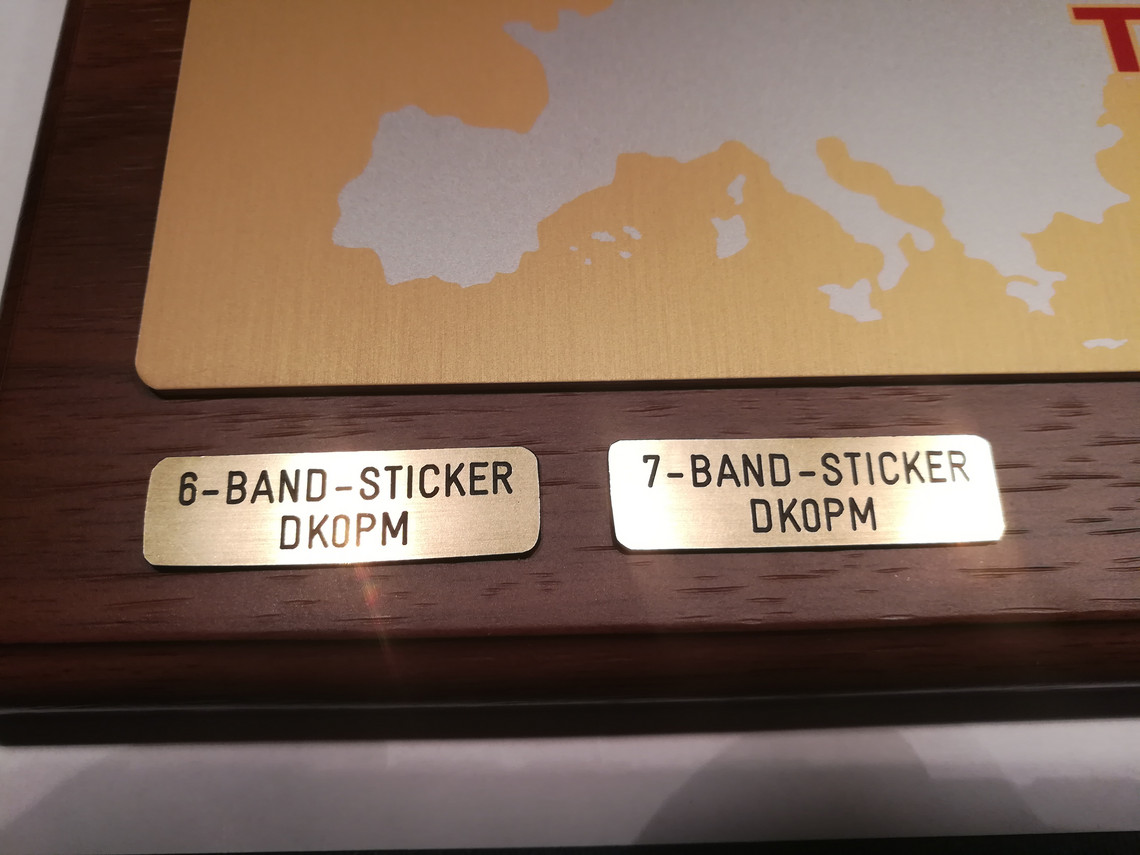 T
6-BAND-STICKER
DK0PM
7-BAND-STICKER
DK0PM